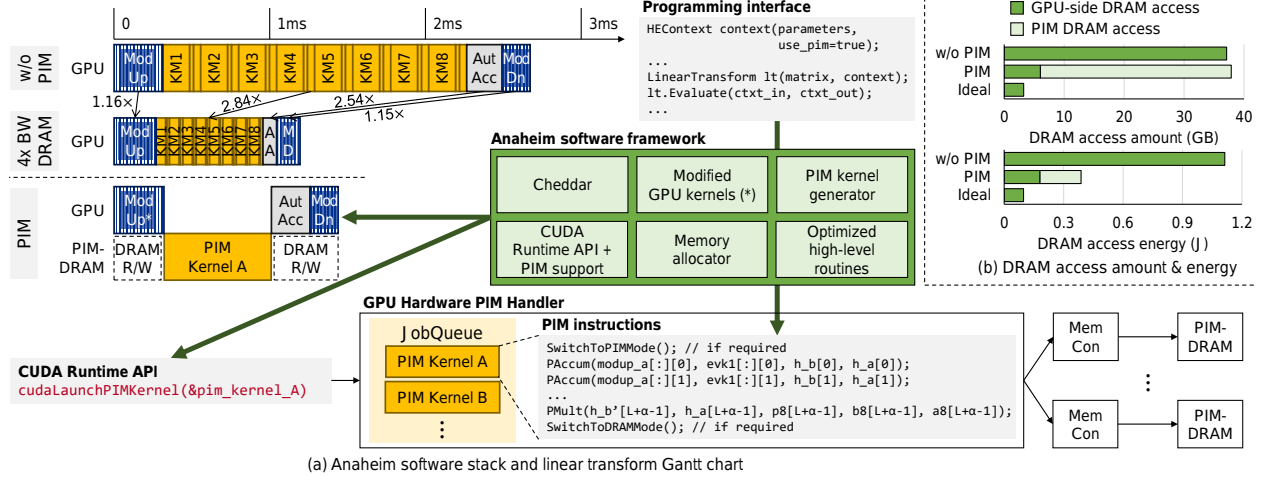 0
1ms
2ms
3ms
w/o
PIM
GPU
Mod
Up
KM1
KM2
KM3
KM4
KM5
KM6
KM7
KM8
Aut
Acc
Mod
Dn
1.16×
2.84×
2.54×
1.15×
4x BW
DRAM
GPU
Mod
Up
KM1
KM2
KM3
KM4
KM5
KM6
KM7
KM8
A
A
M
D
PIM
GPU
Mod
Up*
Aut
Acc
Mod
Dn
PIM-
DRAM
DRAM
R/W
PIM
Kernel A
DRAM
R/W
Programming interface
HEContext context(parameters,
use_pim=true);
...
LinearTransform lt(matrix, context);
lt.Evaluate(ctxt_in, ctxt_out);
...
Anaheim software framework
Cheddar
Modified
GPU kernels (*)
PIM kernel
generator
CUDA
Runtime API +
PIM support
Memory
allocator
Optimized
high-level
routines
GPU-side DRAM access
PIM DRAM access
w/o PIM
PIM
Ideal
0 10 20 30 40
DRAM access amount (GB)
w/o PIM
PIM
Ideal
0 0.3 0.6 0.9 1.2
DRAM access energy (J)
(b) DRAM access amount & energy
CUDA Runtime API
cudaLaunchPIMKernel(&pim_kernel_A)
GPU Hardware PIM Handler
JobQueue
PIM Kernel A
PIM Kernel B
⋮
PIM instructions
SwitchToPIMMode(); // if required
PAccum(modup_a[:][0], evk1[:][0], h_b[0], h_a[0]);
PAccum(modup_a[:][1], evk1[:][1], h_b[1], h_a[1]);
...
PMult(h_b’[L+α-1], h_a[L+α-1], p8[L+α-1], b8[L+α-1], a8[L+α-1]);
SwitchToDRAMMode(); // if required
Mem
Con
PIM-
DRAM
⋮
Mem
Con
PIM-
DRAM
(a) Anaheim software stack and linear transform Gantt chart